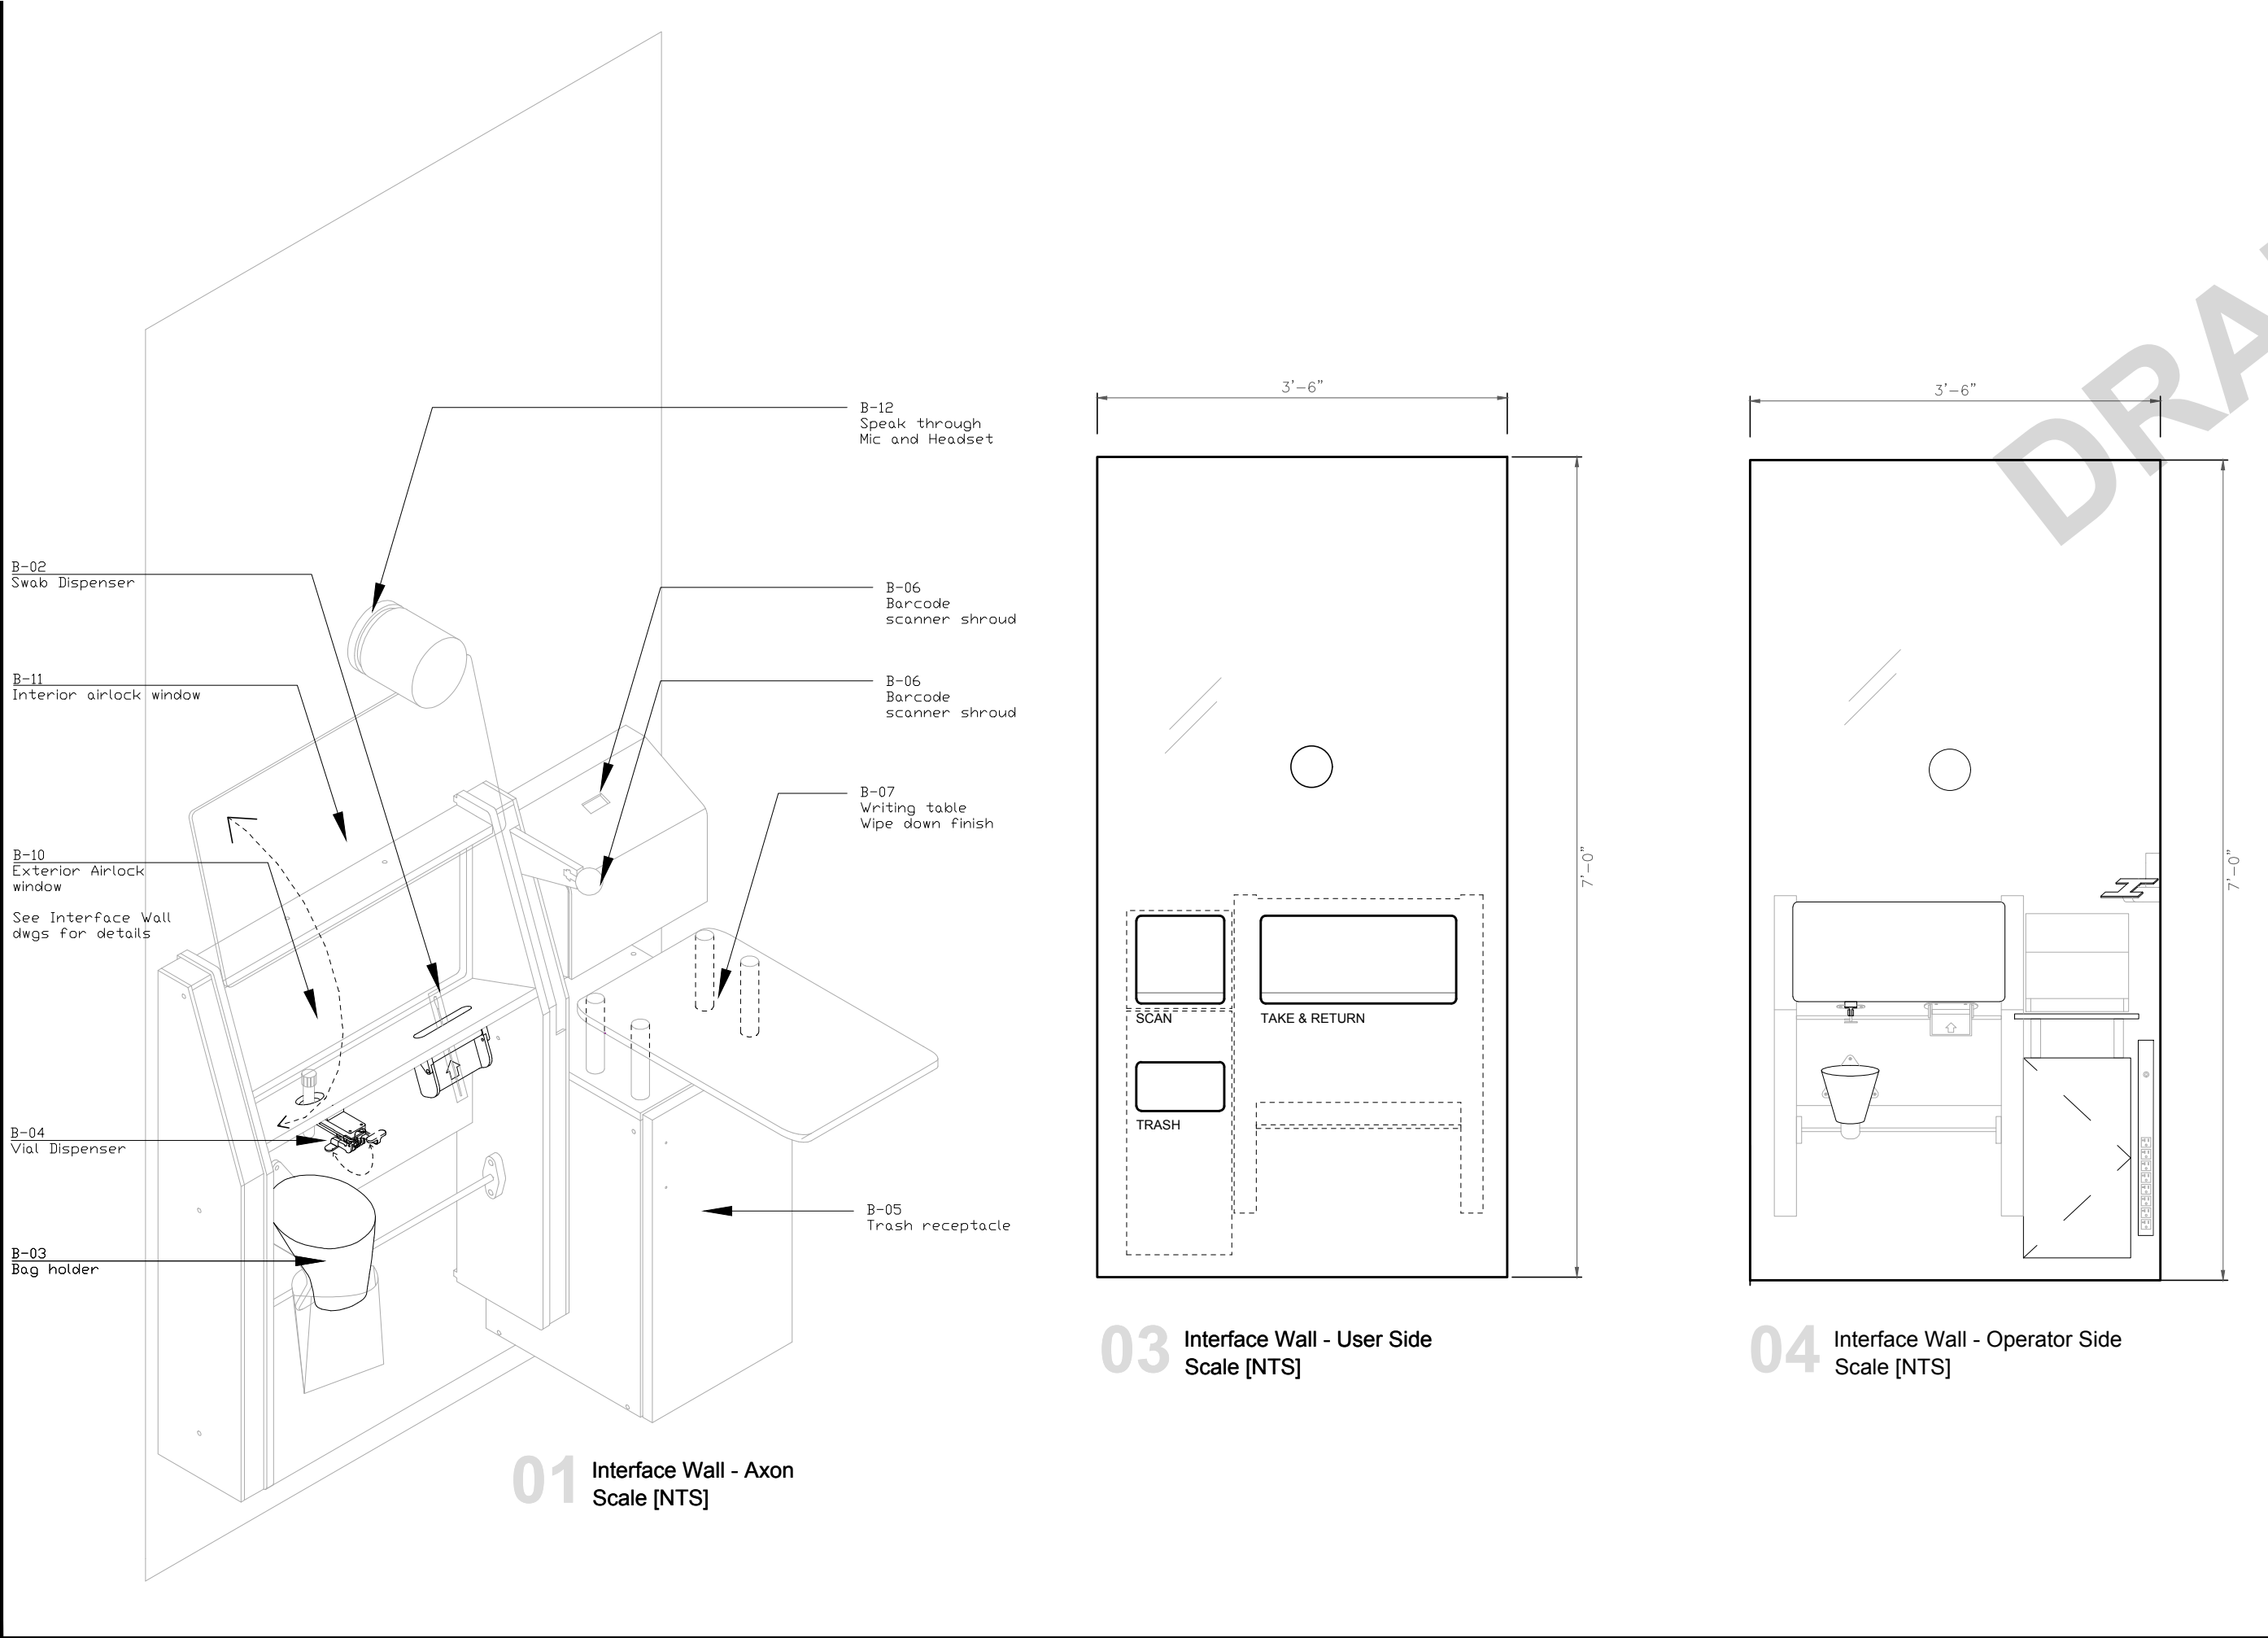 B-12
Speak through
Mic and Headset
B-02
Swab Dispenser
B-06
Barcode
scanner shroud
B-11
Interior airlock window
B-06
Barcode
scanner shroud
B-07
Writing table
Wipe down finish
B-10
Exterior Airlock
window
See Interface Wall
dwgs for details
B-04
Vial Dispenser
B-05
Trash receptacle
B-03
Bag holder
01
Interface Wall - Axon
Scale [NTS]
3'-6"
7'-0"
SCAN
TAKE & RETURN
TRASH
03
Interface Wall - User Side
Scale [NTS]
3'-6"
7'-0"
04
Interface Wall - Operator Side
Scale [NTS]